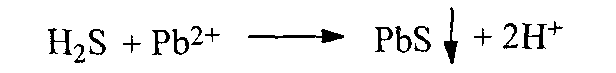 H₂S + Pb²⁺ ⟶ PbS↓ + 2H⁺